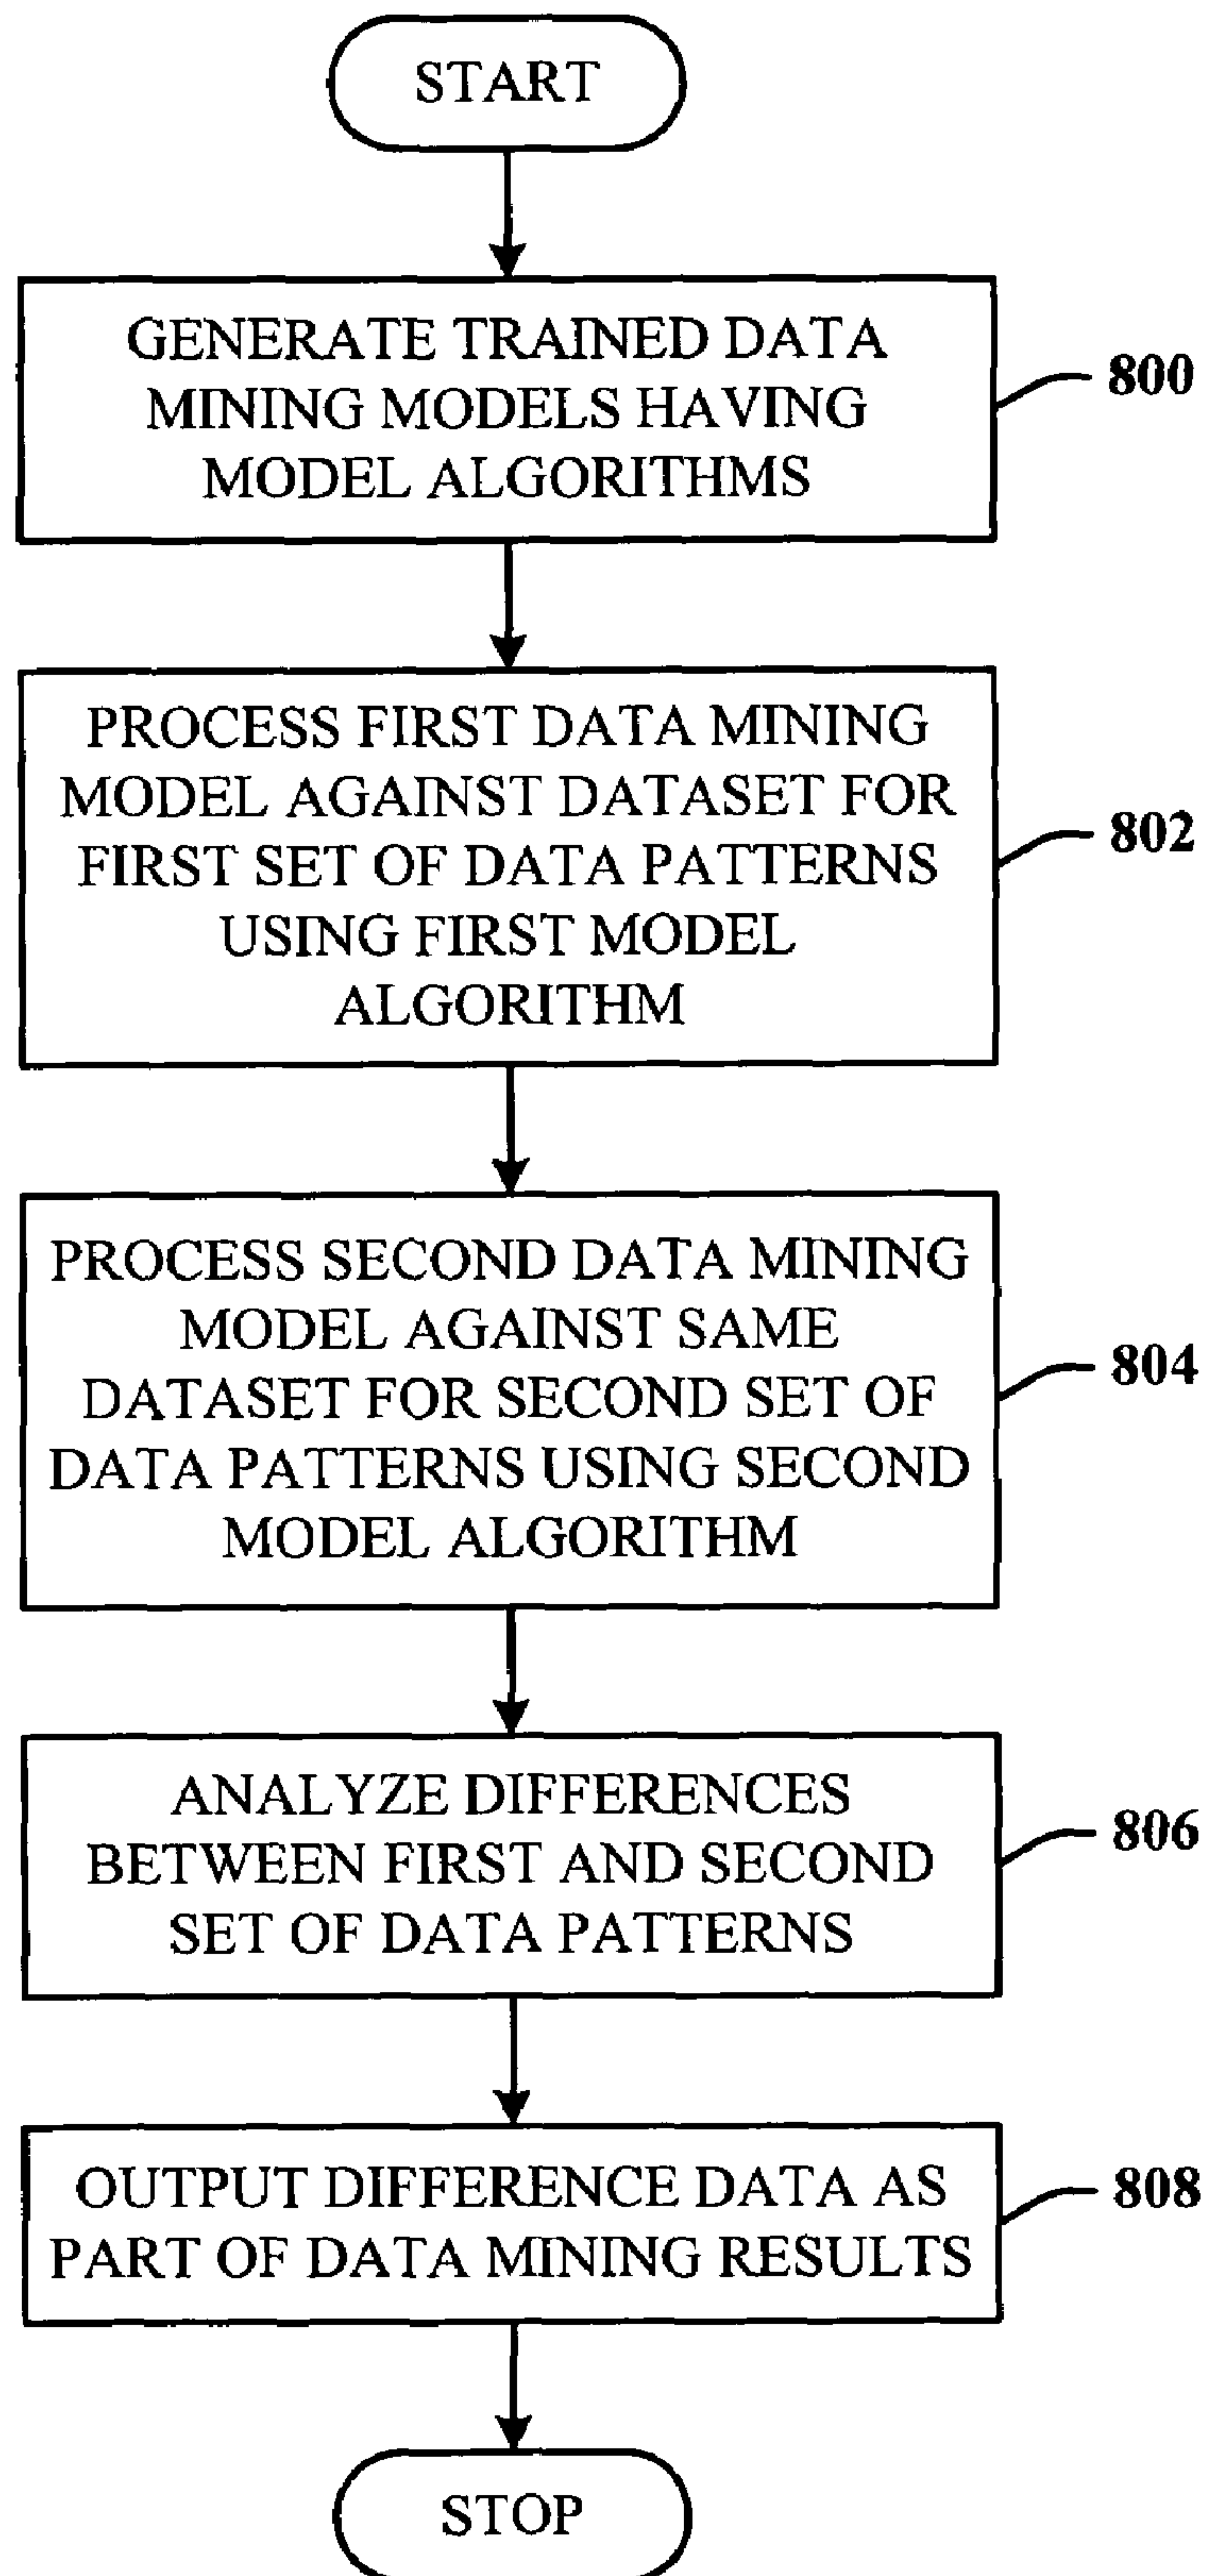 START
GENERATE TRAINED DATA
MINING MODELS HAVING
MODEL ALGORITHMS
800
PROCESS FIRST DATA MINING
MODEL AGAINST DATASET FOR
FIRST SET OF DATA PATTERNS
USING FIRST MODEL
ALGORITHM
802
PROCESS SECOND DATA MINING
MODEL AGAINST SAME
DATASET FOR SECOND SET OF
DATA PATTERNS USING SECOND
MODEL ALGORITHM
804
ANALYZE DIFFERENCES
BETWEEN FIRST AND SECOND
SET OF DATA PATTERNS
806
OUTPUT DIFFERENCE DATA AS
PART OF DATA MINING RESULTS
808
STOP